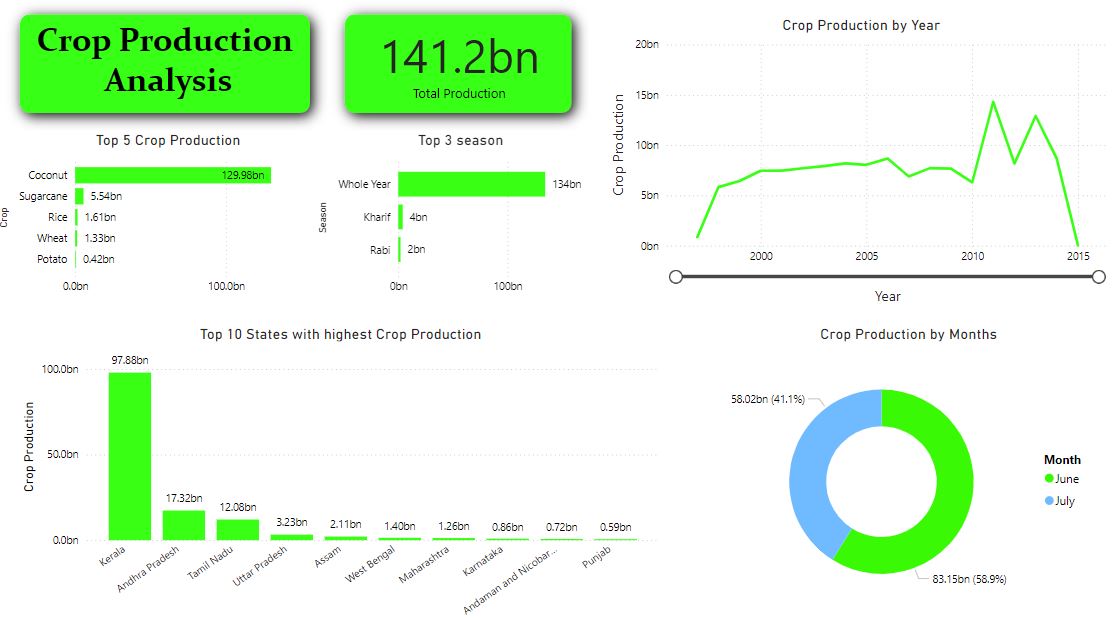 Crop Production
Analysis
141.2bn
Total Production
Crop Production by Year
Crop Production
20bn
15bn
10bn
5bn
0bn
2000
2005
2010
2015
Year
Top 5 Crop Production
Crop
Coconut
129.98bn
Sugarcane
5.54bn
Rice
1.61bn
Wheat
1.33bn
Potato
0.42bn
0.0bn
100.0bn
Top 3 season
Season
Whole Year
134bn
Kharif
4bn
Rabi
2bn
0bn
100bn
Top 10 States with highest Crop Production
Crop Production
100.0bn
50.0bn
0.0bn
97.88bn
17.32bn
12.08bn
3.23bn
2.11bn
1.40bn
1.26bn
0.86bn
0.72bn
0.59bn
Kerala
Andhra Pradesh
Tamil Nadu
Uttar Pradesh
Assam
West Bengal
Maharashtra
Karnataka
Andaman and Nicobar...
Punjab
Crop Production by Months
58.02bn (41.1%)
83.15bn (58.9%)
Month
June
July